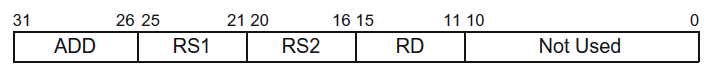 31 26 25 21 20 16 15 11 10 0
ADD RS1 RS2 RD Not Used